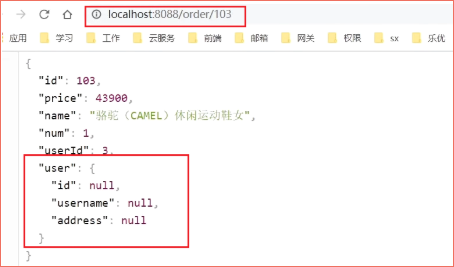 localhost:8088/order/103
应用 学习 工作 云服务 前端 邮箱 网关 权限 sx 乐优
{
"id": 103,
"price": 43900,
"name": "骆驼（CAMEL）休闲运动鞋女",
"num": 1,
"userId": 3,
"user": {
"id": null,
"username": null,
"address": null
}
}